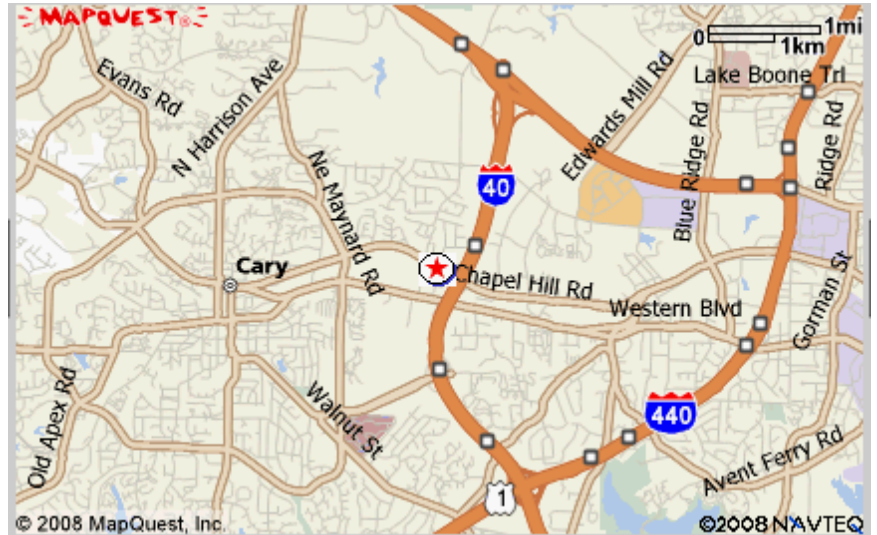 MAPQUEST®
1mi
0
1km
Lake Boone Trl
Evans Rd
N Harrison Ave
Edwards Mill Rd
Ridge Rd
Blue Ridge Rd
Ne Maynard Rd
40
Cary
Chapel Hill Rd
Western Blvd
Gorman St
Old Apex Rd
Walnut St
440
Avent Ferry Rd
1
© 2008 MapQuest, Inc.
©2008 NAVTEQ